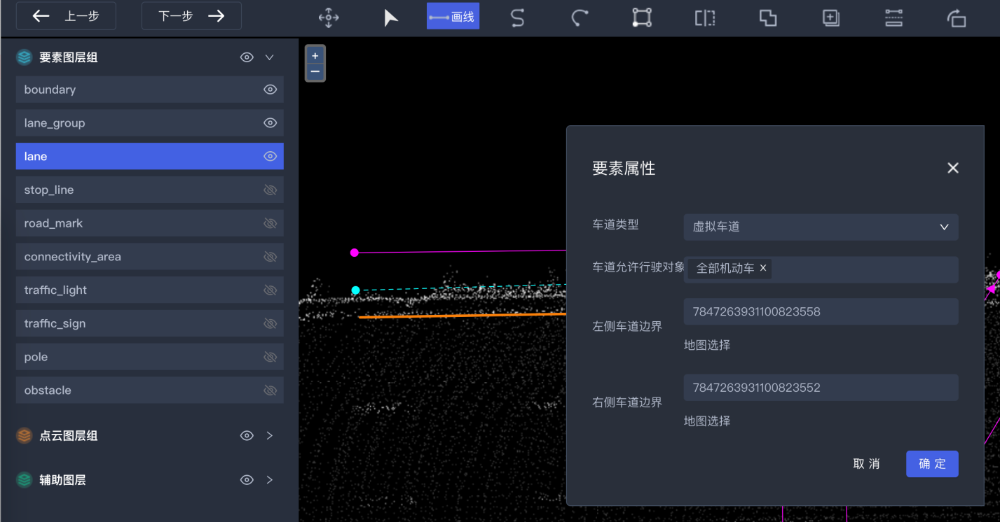 上一步
下一步
画线
要素图层组
boundary
lane_group
lane
stop_line
road_mark
connectivity_area
traffic_light
traffic_sign
pole
obstacle
点云图层组
辅助图层
+
−
要素属性
车道类型
虚拟车道
车道允许行驶对象
全部机动车 ×
左侧车道边界
7847263931100823558
地图选择
右侧车道边界
7847263931100823552
地图选择
取 消
确 定